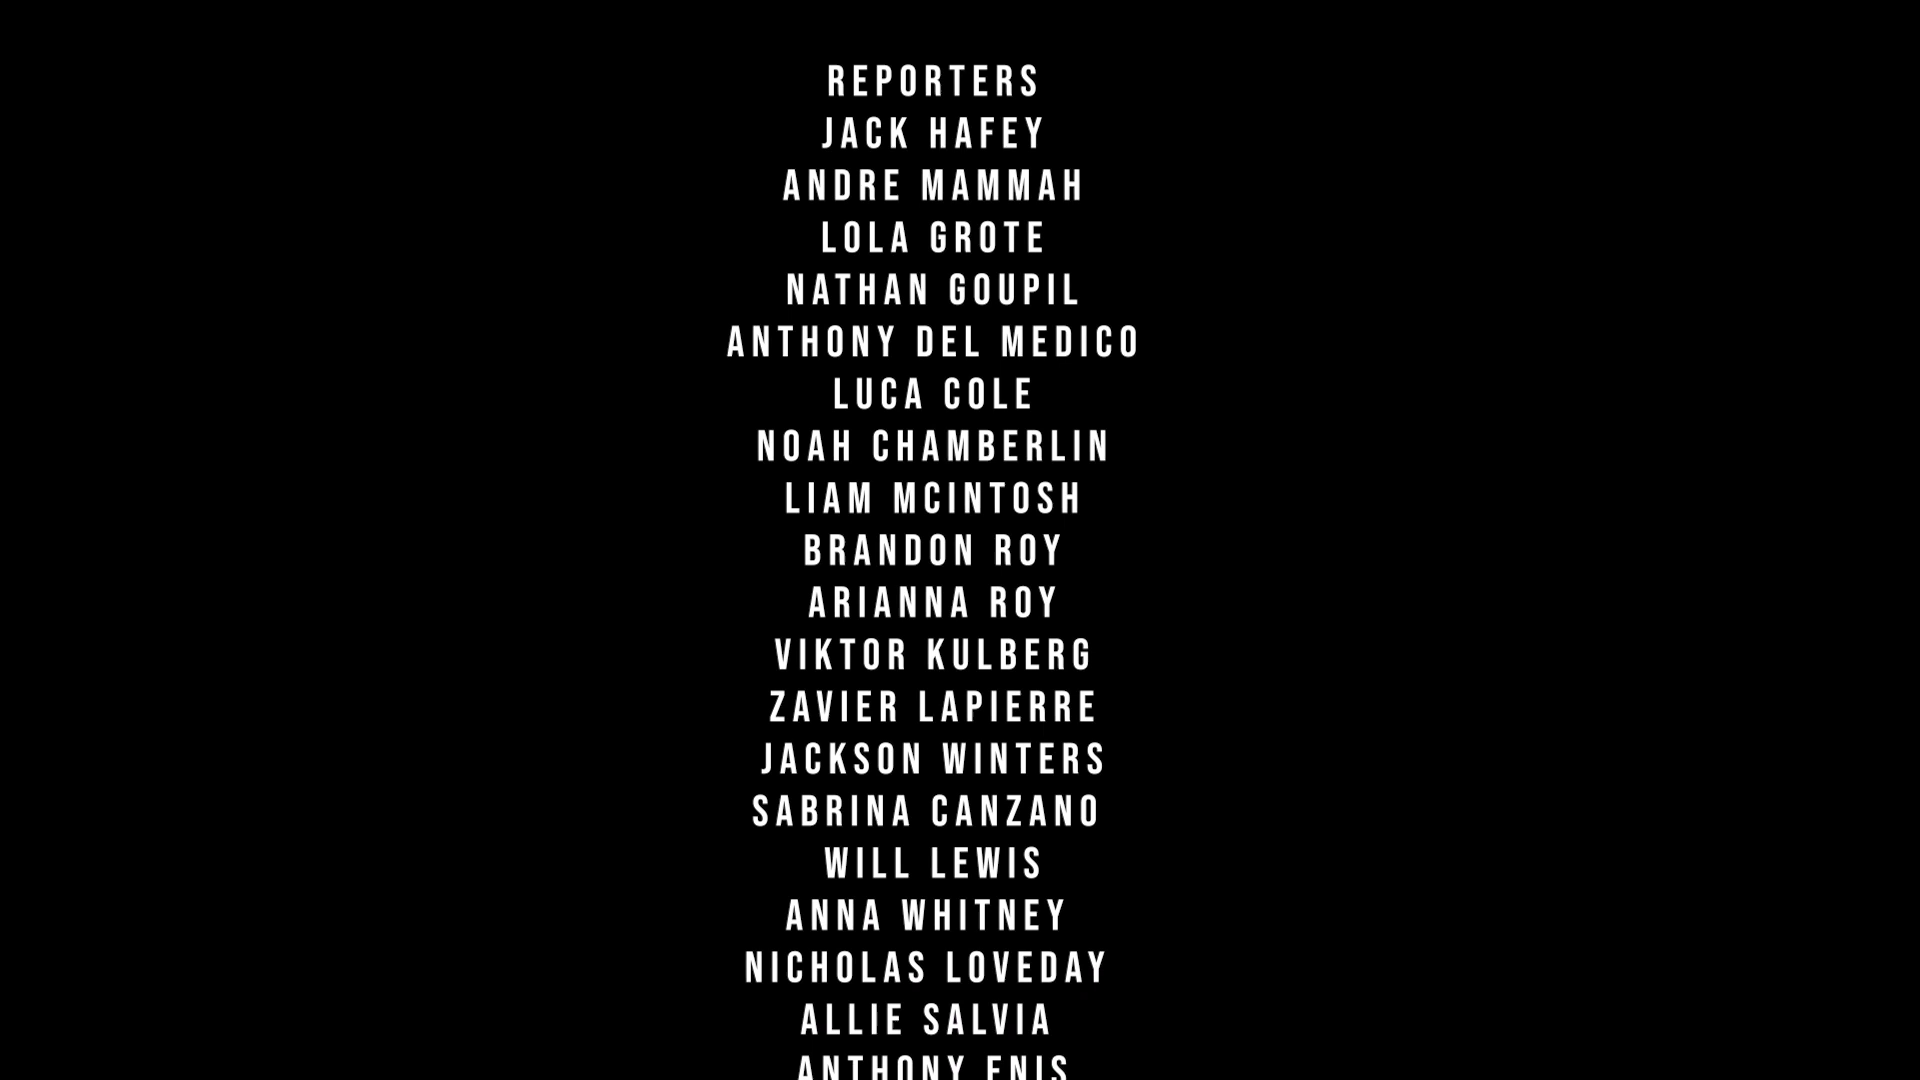 REPORTERS
JACK HAFEY
ANDRE MAMMAH
LOLA GROTE
NATHAN GOUPIL
ANTHONY DEL MEDICO
LUCA COLE
NOAH CHAMBERLIN
LIAM MCINTOSH
BRANDON ROY
ARIANNA ROY
VIKTOR KULBERG
ZAVIER LAPIERRE
JACKSON WINTERS
SABRINA CANZANO
WILL LEWIS
ANNA WHITNEY
NICHOLAS LOVEDAY
ALLIE SALVIA
ANTHONY ENIS